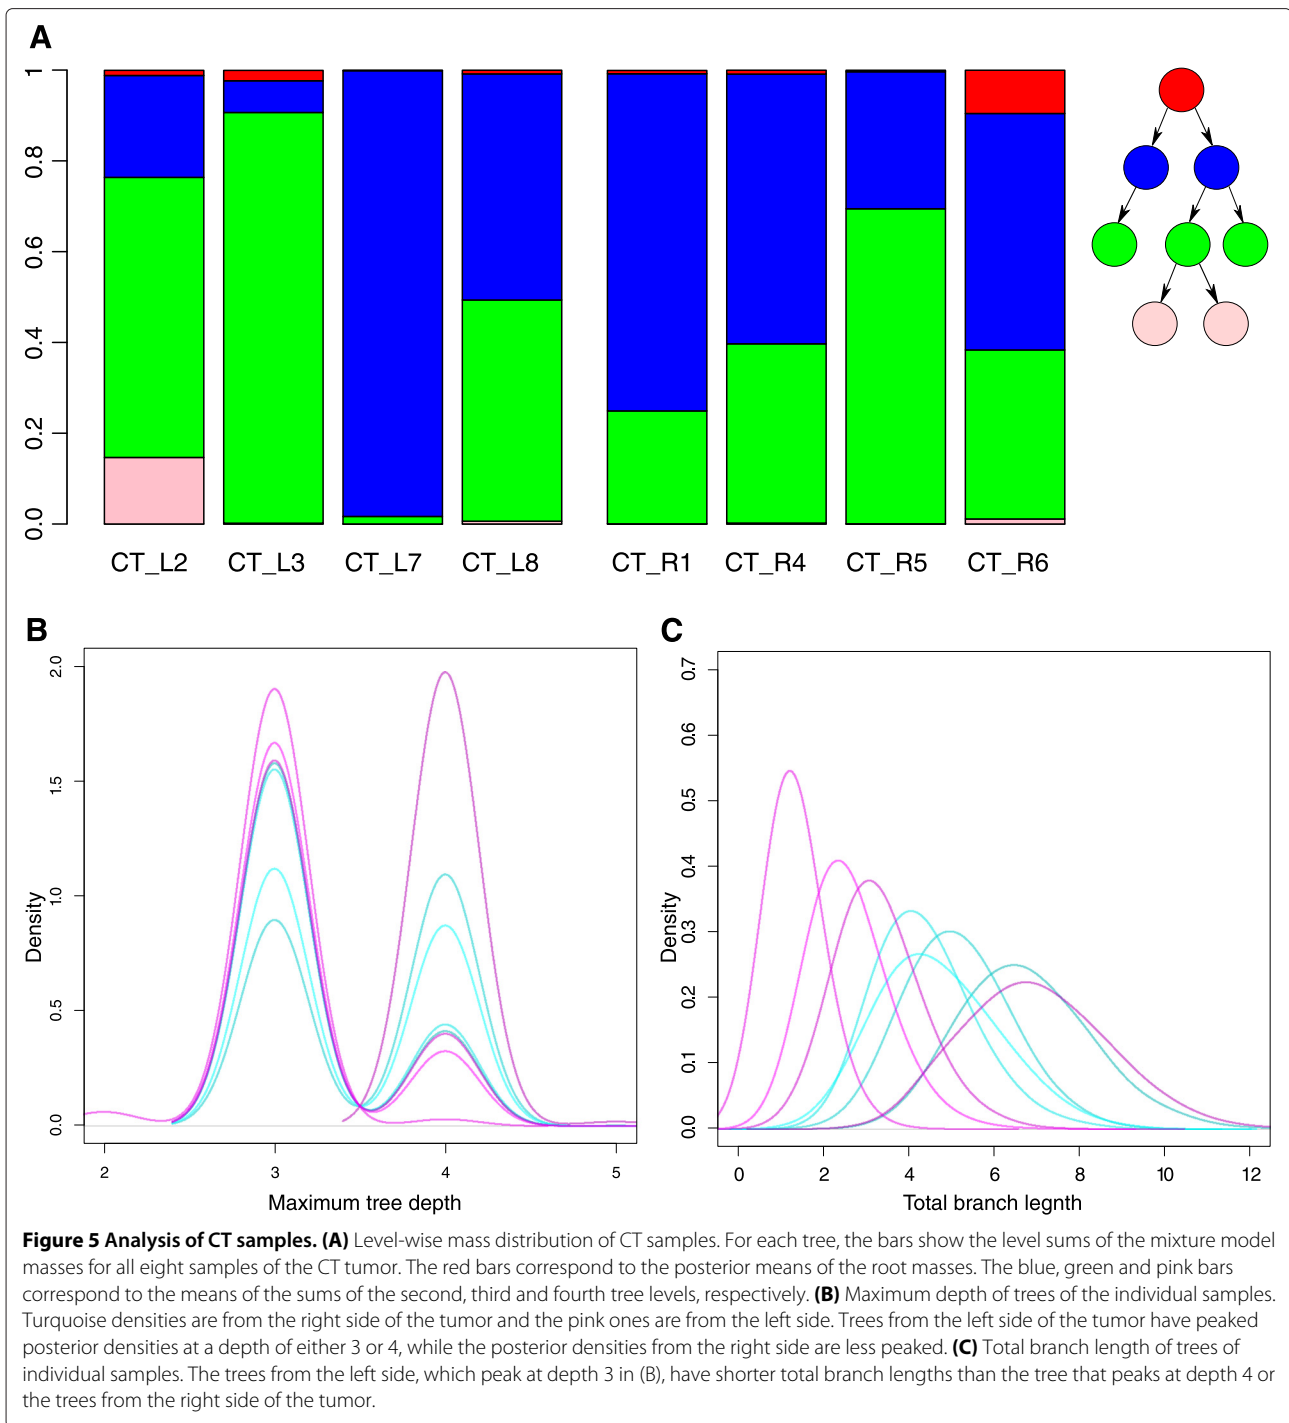 A
1
0.8
0.6
0.4
0.2
0.0
CT_L2 CT_L3 CT_L7 CT_L8 CT_R1 CT_R4 CT_R5 CT_R6
B
2.0
1.5
1.0
0.5
0.0
Density
2 3 4 5
Maximum tree depth
C
0.7
0.6
0.5
0.4
0.3
0.2
0.1
0.0
Density
0 2 4 6 8 10 12
Total branch legnth
Figure 5 Analysis of CT samples. (A) Level-wise mass distribution of CT samples. For each tree, the bars show the level sums of the mixture model
masses for all eight samples of the CT tumor. The red bars correspond to the posterior means of the root masses. The blue, green and pink bars
correspond to the means of the sums of the second, third and fourth tree levels, respectively. (B) Maximum depth of trees of the individual samples.
Turquoise densities are from the right side of the tumor and the pink ones are from the left side. Trees from the left side of the tumor have peaked
posterior densities at a depth of either 3 or 4, while the posterior densities from the right side are less peaked. (C) Total branch length of trees of
individual samples. The trees from the left side, which peak at depth 3 in (B), have shorter total branch lengths than the tree that peaks at depth 4 or
the trees from the right side of the tumor.